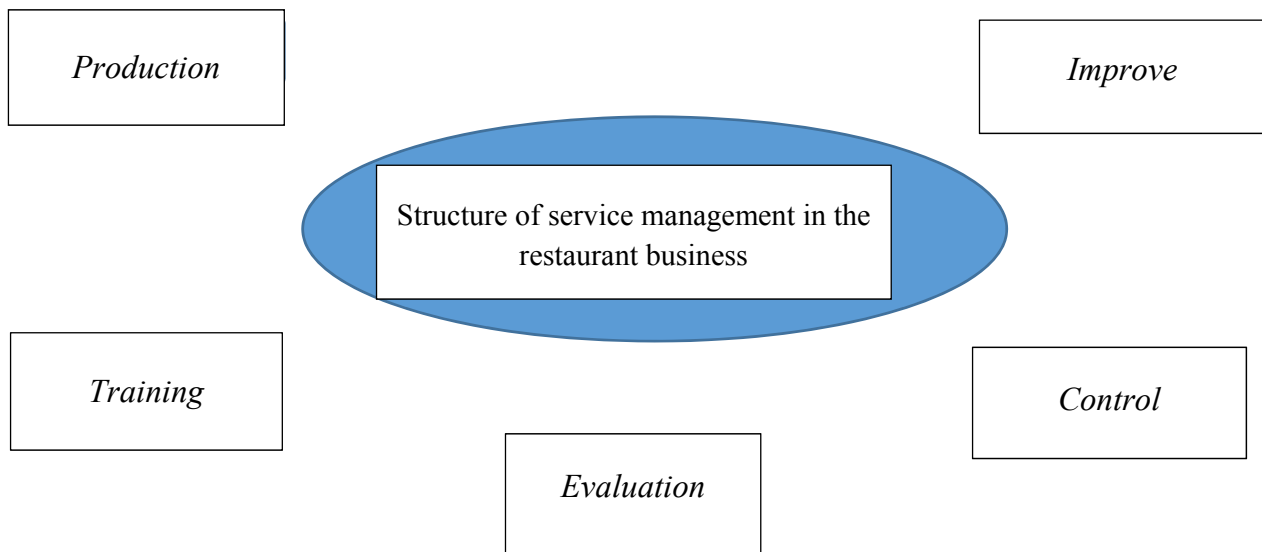 Production
Improve
Structure of service management in the
restaurant business
Training
Control
Evaluation